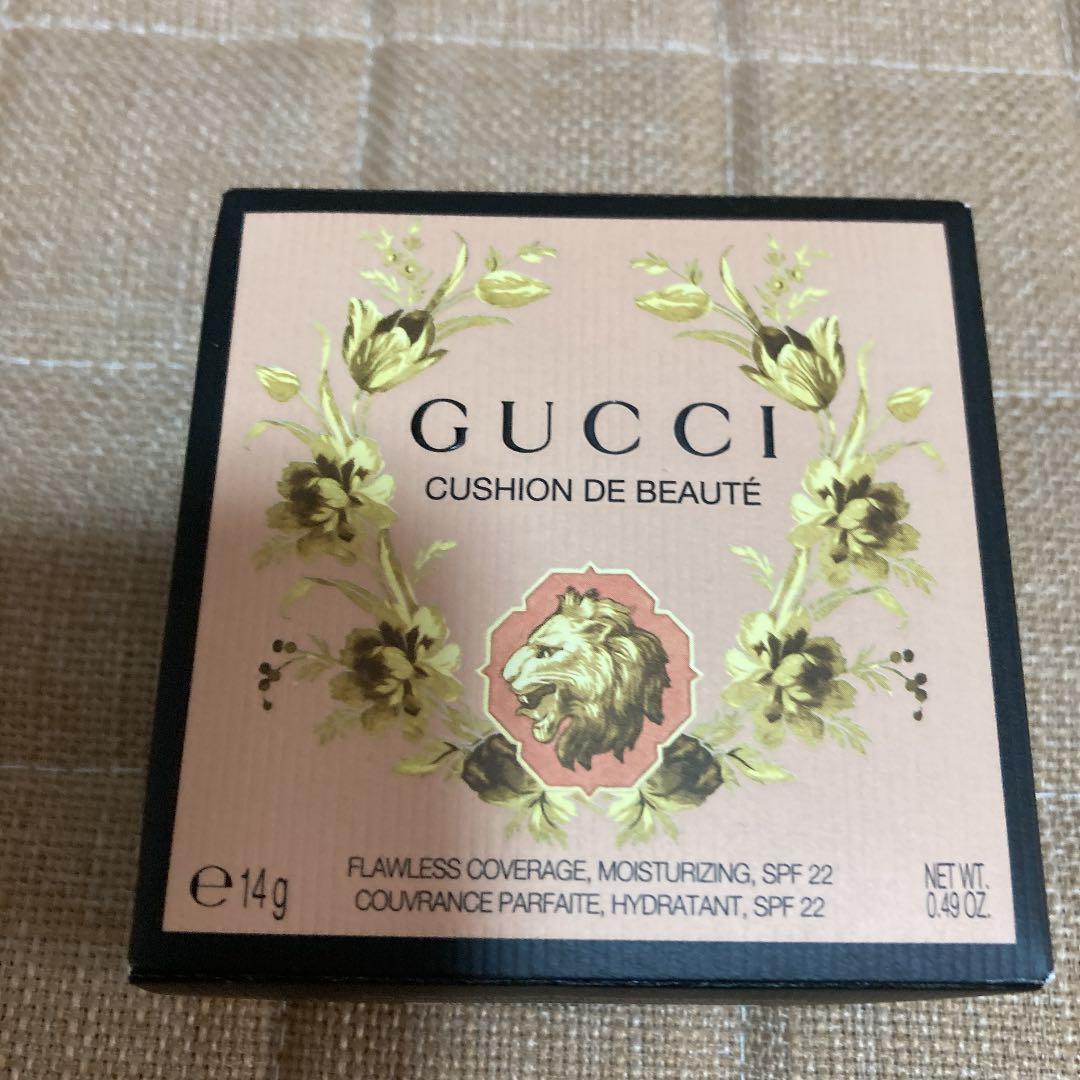 GUCCI
CUSHION DE BEAUTÉ
FLAWLESS COVERAGE, MOISTURIZING, SPF 22
COUVRANCE PARFAITE, HYDRATANT, SPF 22
℮14g
NET WT.
0.49 OZ.